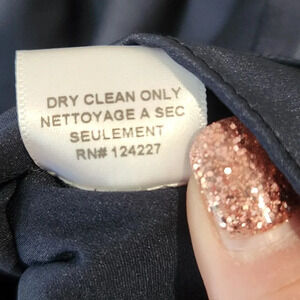 DRY CLEAN ONLY
NETTOYAGE A SEC
SEULEMENT
RN# 124227